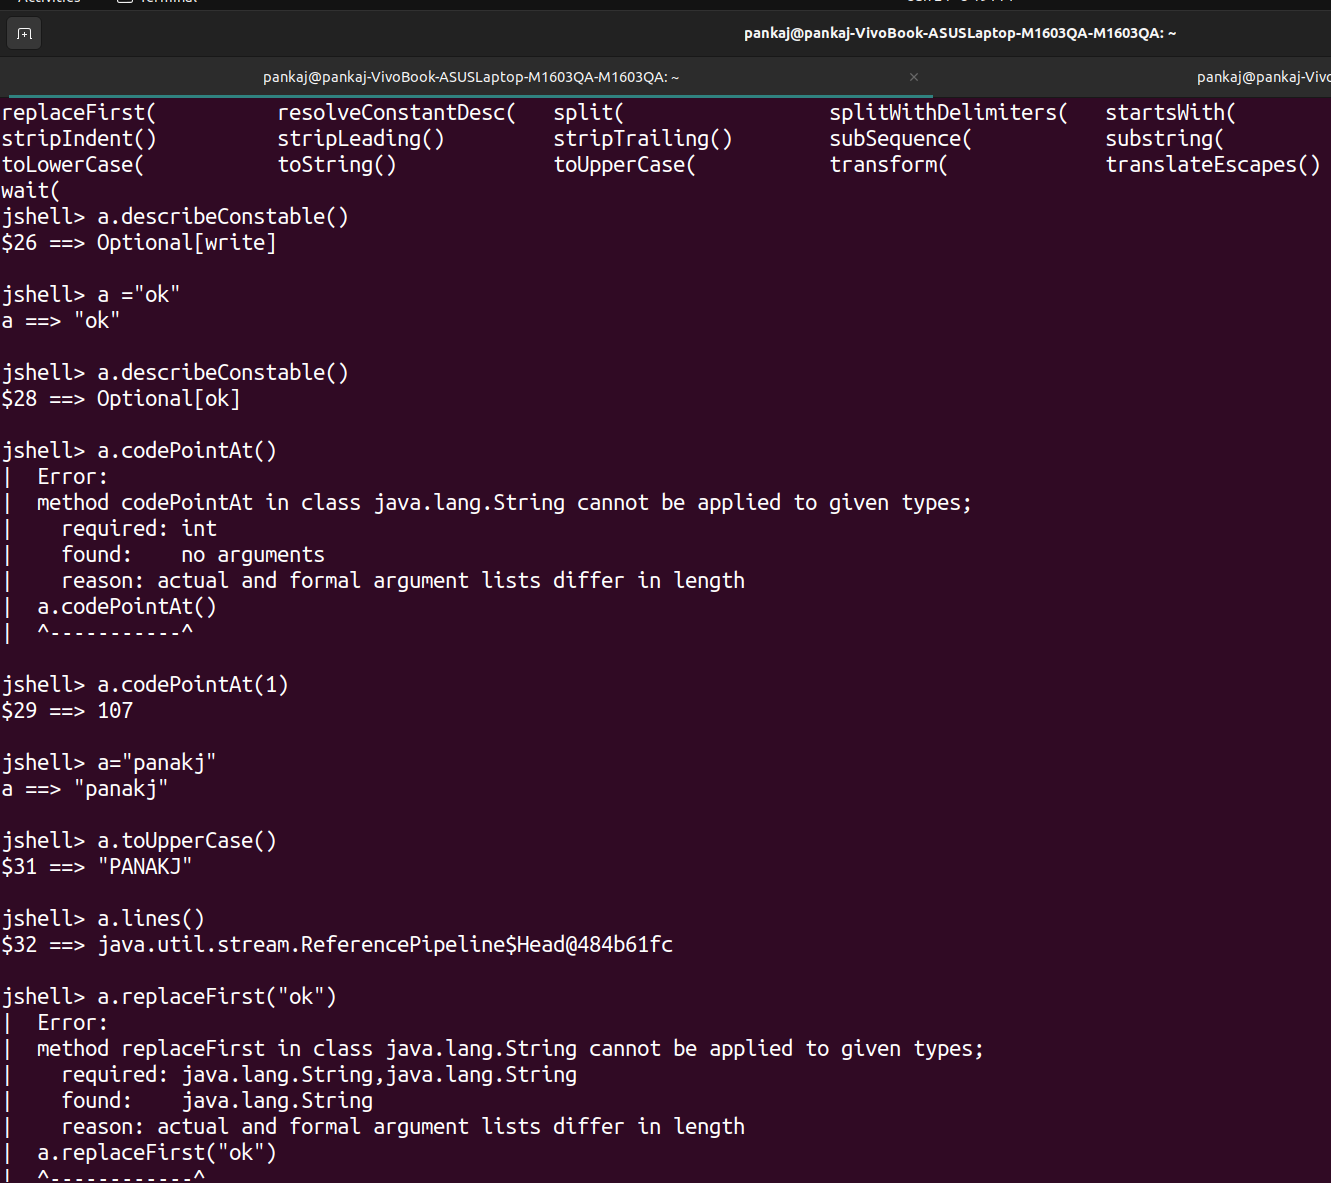 Activities Terminal
pankaj@pankaj-VivoBook-ASUSLaptop-M1603QA-M1603QA: ~
pankaj@pankaj-VivoBook-ASUSLaptop-M1603QA-M1603QA: ~ × pankaj@pankaj-Vivo
replaceFirst( resolveConstantDesc( split( splitWithDelimiters( startsWith(
stripIndent() stripLeading() stripTrailing() subSequence( substring(
toLowerCase( toString() toUpperCase( transform( translateEscapes()
wait(
jshell> a.describeConstable()
$26 ==> Optional[write]
jshell> a ="ok"
a ==> "ok"
jshell> a.describeConstable()
$28 ==> Optional[ok]
jshell> a.codePointAt()
|  Error:
|  method codePointAt in class java.lang.String cannot be applied to given types;
|    required: int
|    found:    no arguments
|    reason: actual and formal argument lists differ in length
|  a.codePointAt()
|  ^-----------^
jshell> a.codePointAt(1)
$29 ==> 107
jshell> a="panakj"
a ==> "panakj"
jshell> a.toUpperCase()
$31 ==> "PANAKJ"
jshell> a.lines()
$32 ==> java.util.stream.ReferencePipeline$Head@484b61fc
jshell> a.replaceFirst("ok")
|  Error:
|  method replaceFirst in class java.lang.String cannot be applied to given types;
|    required: java.lang.String,java.lang.String
|    found:    java.lang.String
|    reason: actual and formal argument lists differ in length
|  a.replaceFirst("ok")
|  ^------------^